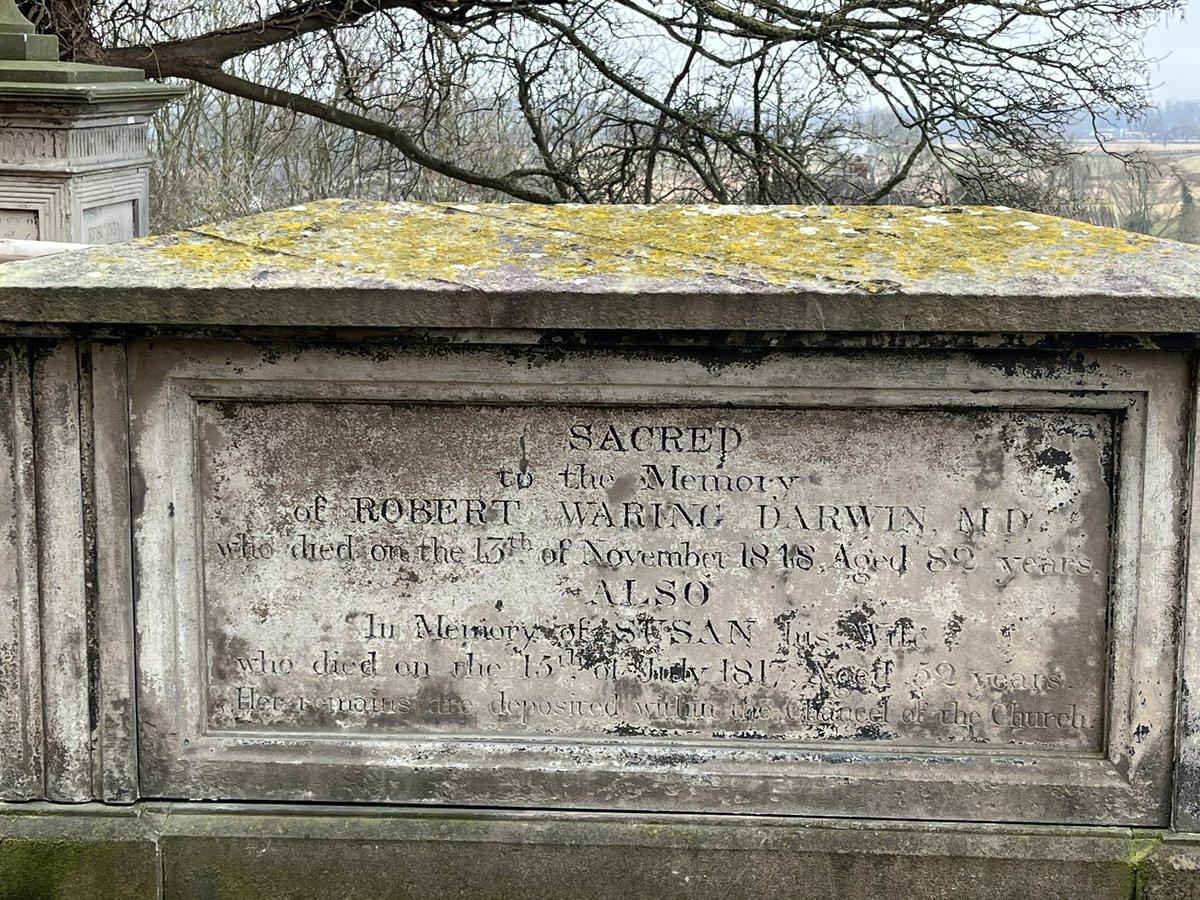 SACRED
to the Memory
of ROBERT WARING DARWIN, M.D.
who died on the 13th of November 1848, Aged 82 years.
ALSO
In Memory of SUSAN his Wife
who died on the 15th of July 1817, Aged 52 years.
Her remains are deposited within the Chancel of the Church